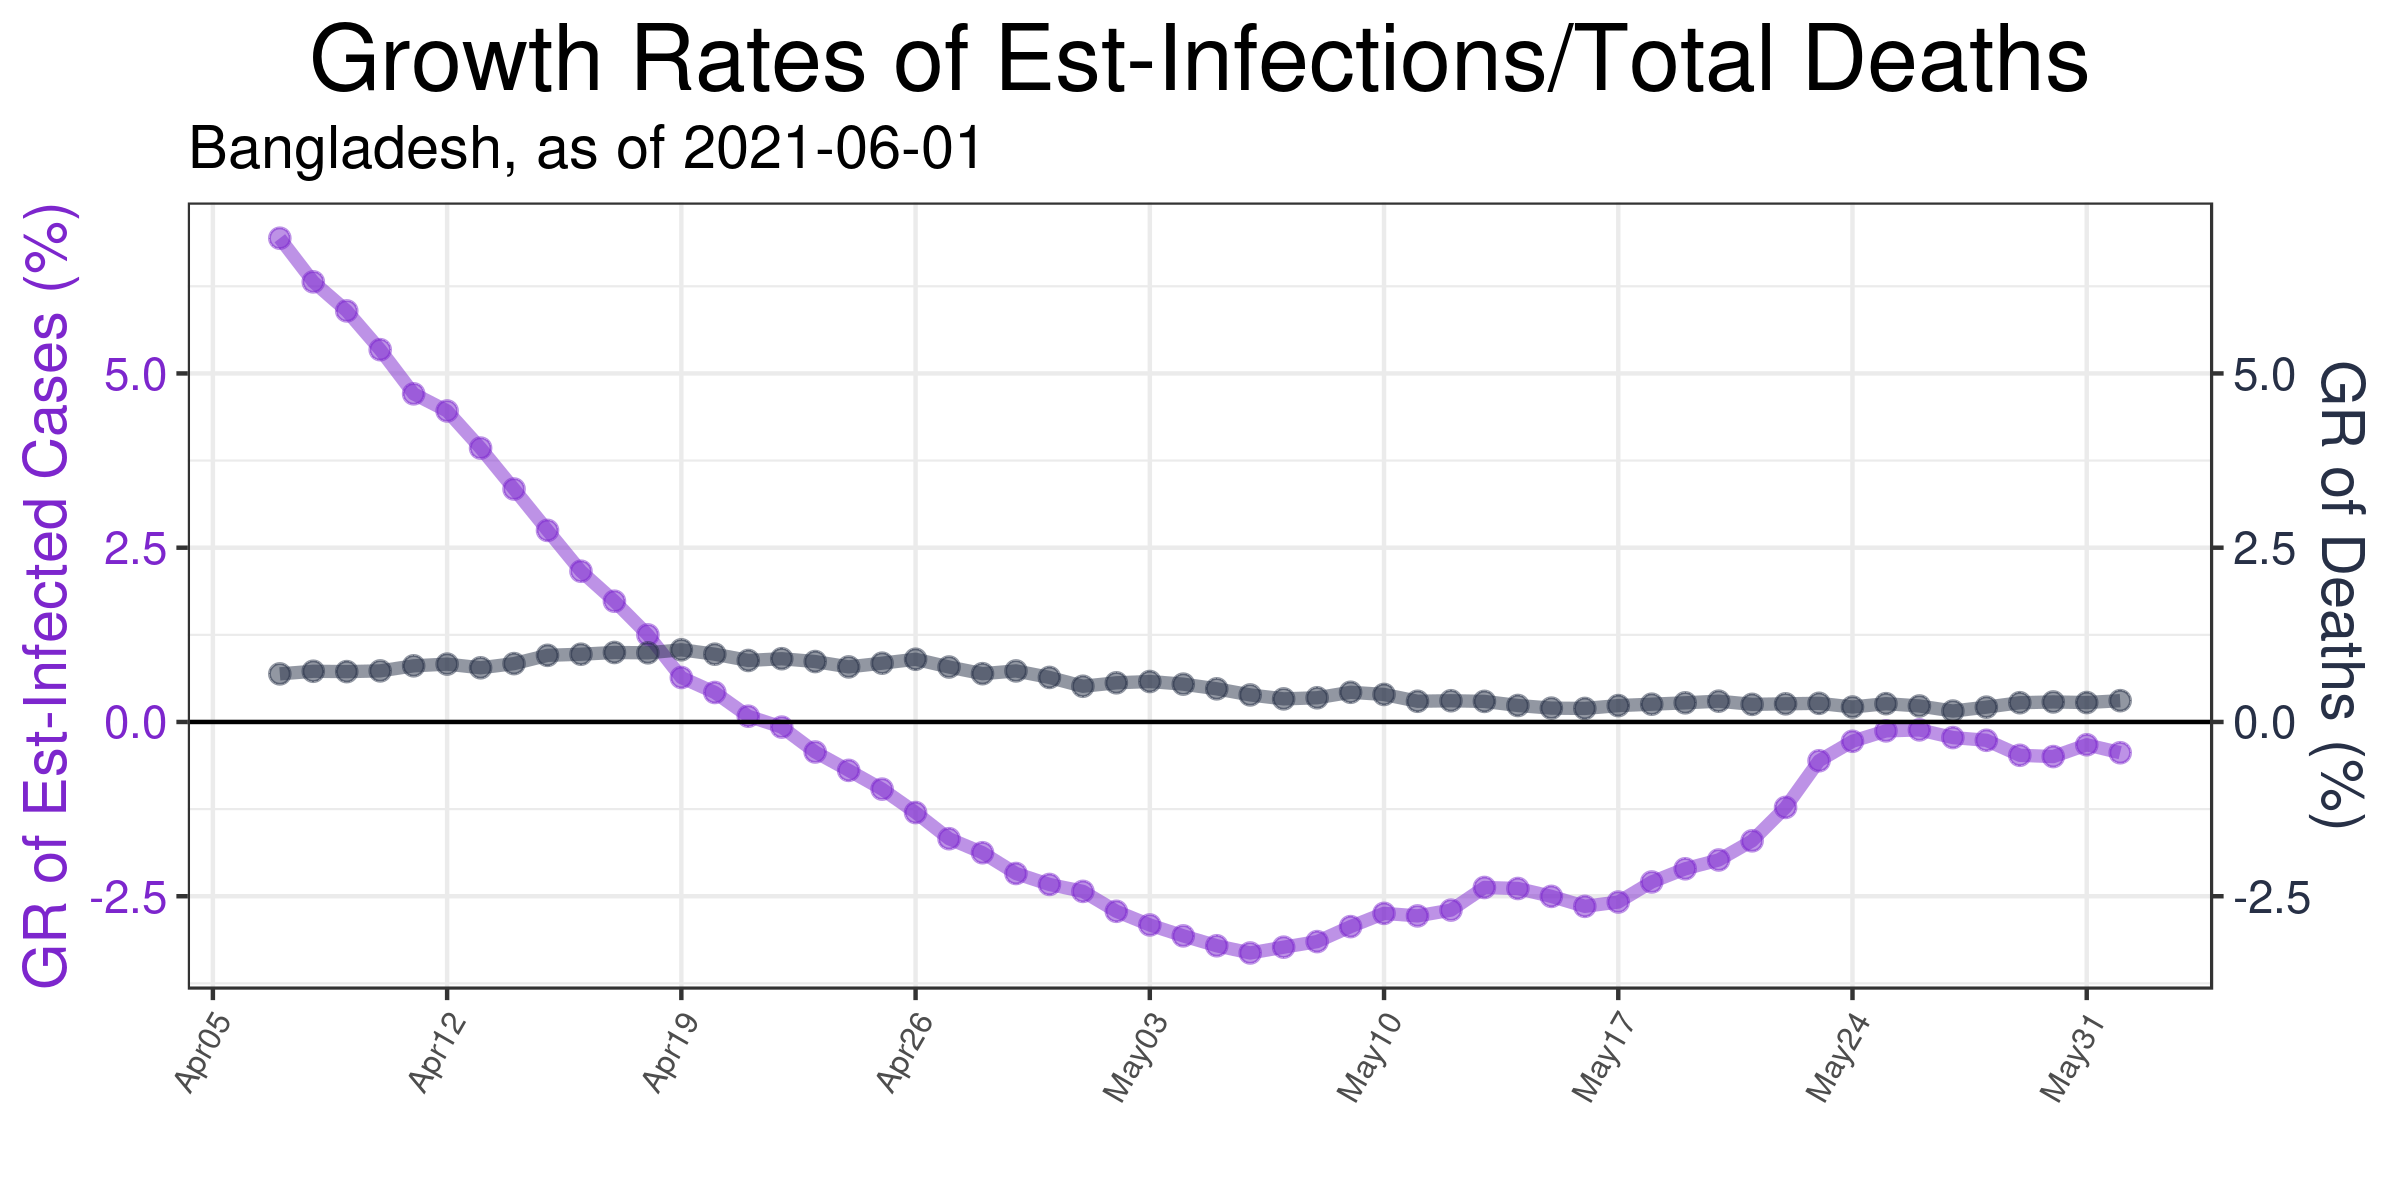 Growth Rates of Est-Infections/Total Deaths
Bangladesh, as of 2021-06-01
GR of Est-Infected Cases (%)
5.0
2.5
0.0
-2.5
5.0
2.5
0.0
-2.5
GR of Deaths (%)
Apr05
Apr12
Apr19
Apr26
May03
May10
May17
May24
May31